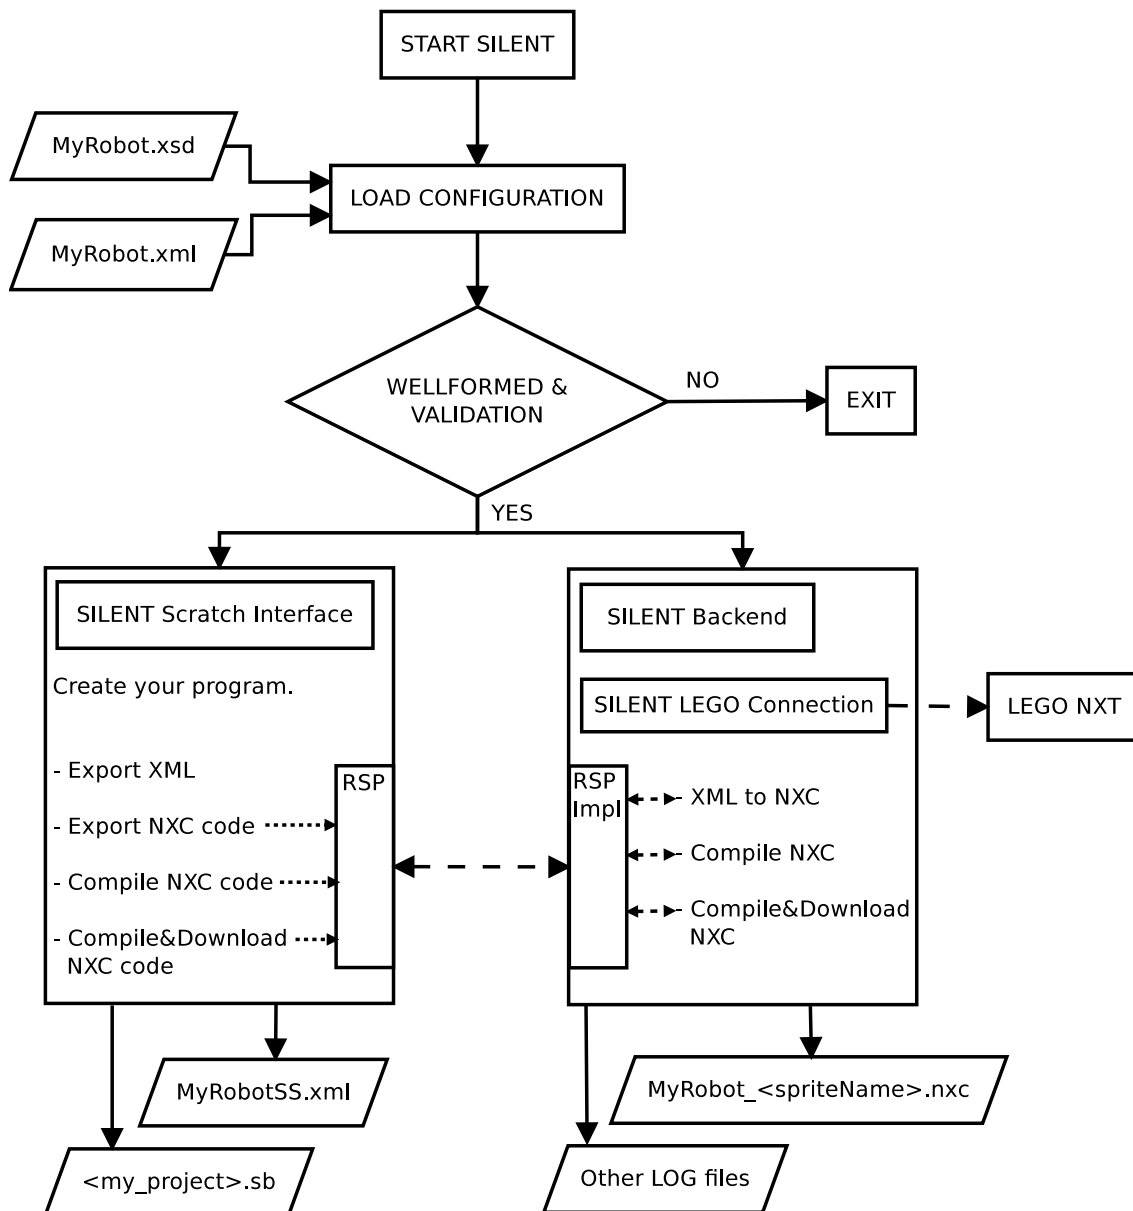 START SILENT
MyRobot.xsd
LOAD CONFIGURATION
MyRobot.xml
WELLFORMED &
VALIDATION
NO
EXIT
YES
SILENT Scratch Interface
Create your program.
- Export XML
- Export NXC code
- Compile NXC code
- Compile&Download
NXC code
RSP
SILENT Backend
SILENT LEGO Connection
LEGO NXT
RSP
Impl
- XML to NXC
- Compile NXC
- Compile&Download
NXC
MyRobotSS.xml
<my_project>.sb
MyRobot_<spriteName>.nxc
Other LOG files